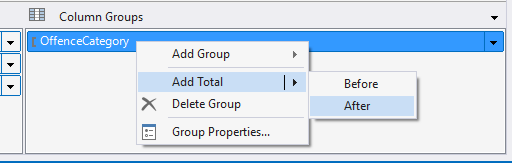 Column Groups
OffenceCategory
Add Group
Add Total
Before
Delete Group
After
Group Properties...